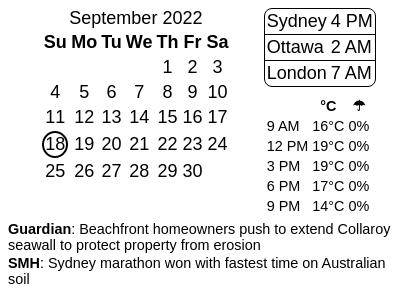 September 2022
Su Mo Tu We Th Fr Sa
1 2 3
4 5 6 7 8 9 10
11 12 13 14 15 16 17
18 19 20 21 22 23 24
25 26 27 28 29 30
Sydney 4 PM
Ottawa 2 AM
London 7 AM
°C ☂
9 AM 16°C 0%
12 PM 19°C 0%
3 PM 19°C 0%
6 PM 17°C 0%
9 PM 14°C 0%
Guardian: Beachfront homeowners push to extend Collaroy
seawall to protect property from erosion
SMH: Sydney marathon won with fastest time on Australian
soil